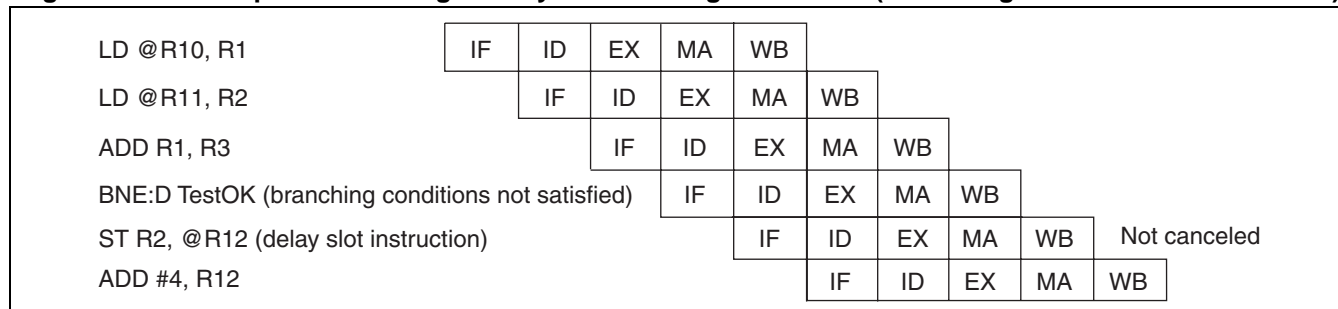 LD @R10, R1 IF ID EX MA WB
LD @R11, R2 IF ID EX MA WB
ADD R1, R3 IF ID EX MA WB
BNE:D TestOK (branching conditions not satisfied) IF ID EX MA WB
ST R2, @R12 (delay slot instruction) IF ID EX MA WB Not canceled
ADD #4, R12 IF ID EX MA WB